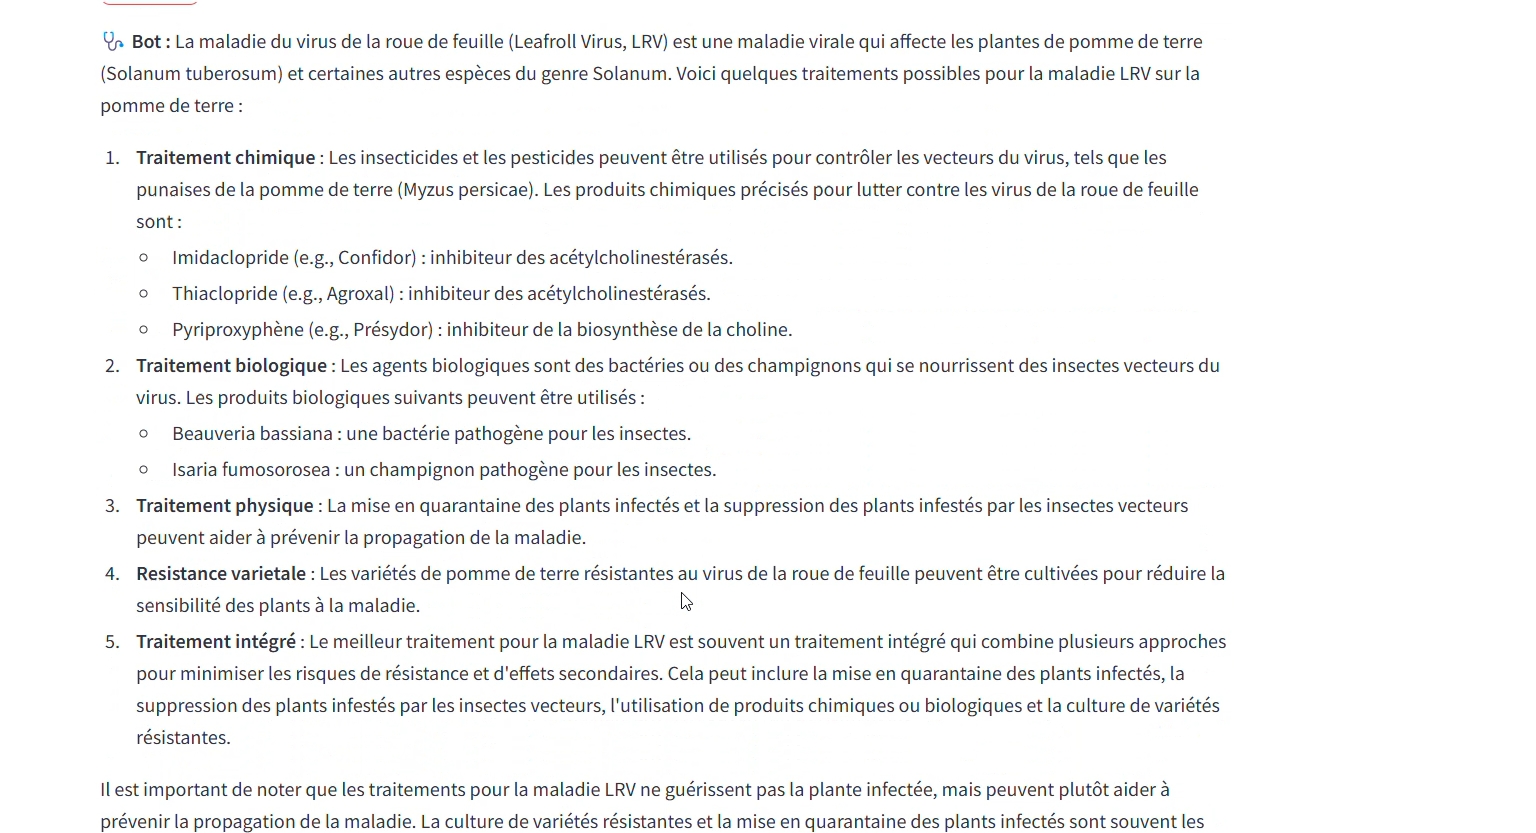 Bot : La maladie du virus de la roue de feuille (Leafroll Virus, LRV) est une maladie virale qui affecte les plantes de pomme de terre
(Solanum tuberosum) et certaines autres espèces du genre Solanum. Voici quelques traitements possibles pour la maladie LRV sur la
pomme de terre :
1. Traitement chimique : Les insecticides et les pesticides peuvent être utilisés pour contrôler les vecteurs du virus, tels que les
punaises de la pomme de terre (Myzus persicae). Les produits chimiques précisés pour lutter contre les virus de la roue de feuille
sont :
○ Imidaclopride (e.g., Confidor) : inhibiteur des acétylcholinestérasés.
○ Thiaclopride (e.g., Agroxal) : inhibiteur des acétylcholinestérasés.
○ Pyriproxyphène (e.g., Présydor) : inhibiteur de la biosynthèse de la choline.
2. Traitement biologique : Les agents biologiques sont des bactéries ou des champignons qui se nourrissent des insectes vecteurs du
virus. Les produits biologiques suivants peuvent être utilisés :
○ Beauveria bassiana : une bactérie pathogène pour les insectes.
○ Isaria fumosorosea : un champignon pathogène pour les insectes.
3. Traitement physique : La mise en quarantaine des plants infectés et la suppression des plants infestés par les insectes vecteurs
peuvent aider à prévenir la propagation de la maladie.
4. Resistance varietale : Les variétés de pomme de terre résistantes au virus de la roue de feuille peuvent être cultivées pour réduire la
sensibilité des plants à la maladie.
5. Traitement intégré : Le meilleur traitement pour la maladie LRV est souvent un traitement intégré qui combine plusieurs approches
pour minimiser les risques de résistance et d'effets secondaires. Cela peut inclure la mise en quarantaine des plants infectés, la
suppression des plants infestés par les insectes vecteurs, l'utilisation de produits chimiques ou biologiques et la culture de variétés
résistantes.
Il est important de noter que les traitements pour la maladie LRV ne guérissent pas la plante infectée, mais peuvent plutôt aider à
prévenir la propagation de la maladie. La culture de variétés résistantes et la mise en quarantaine des plants infectés sont souvent les